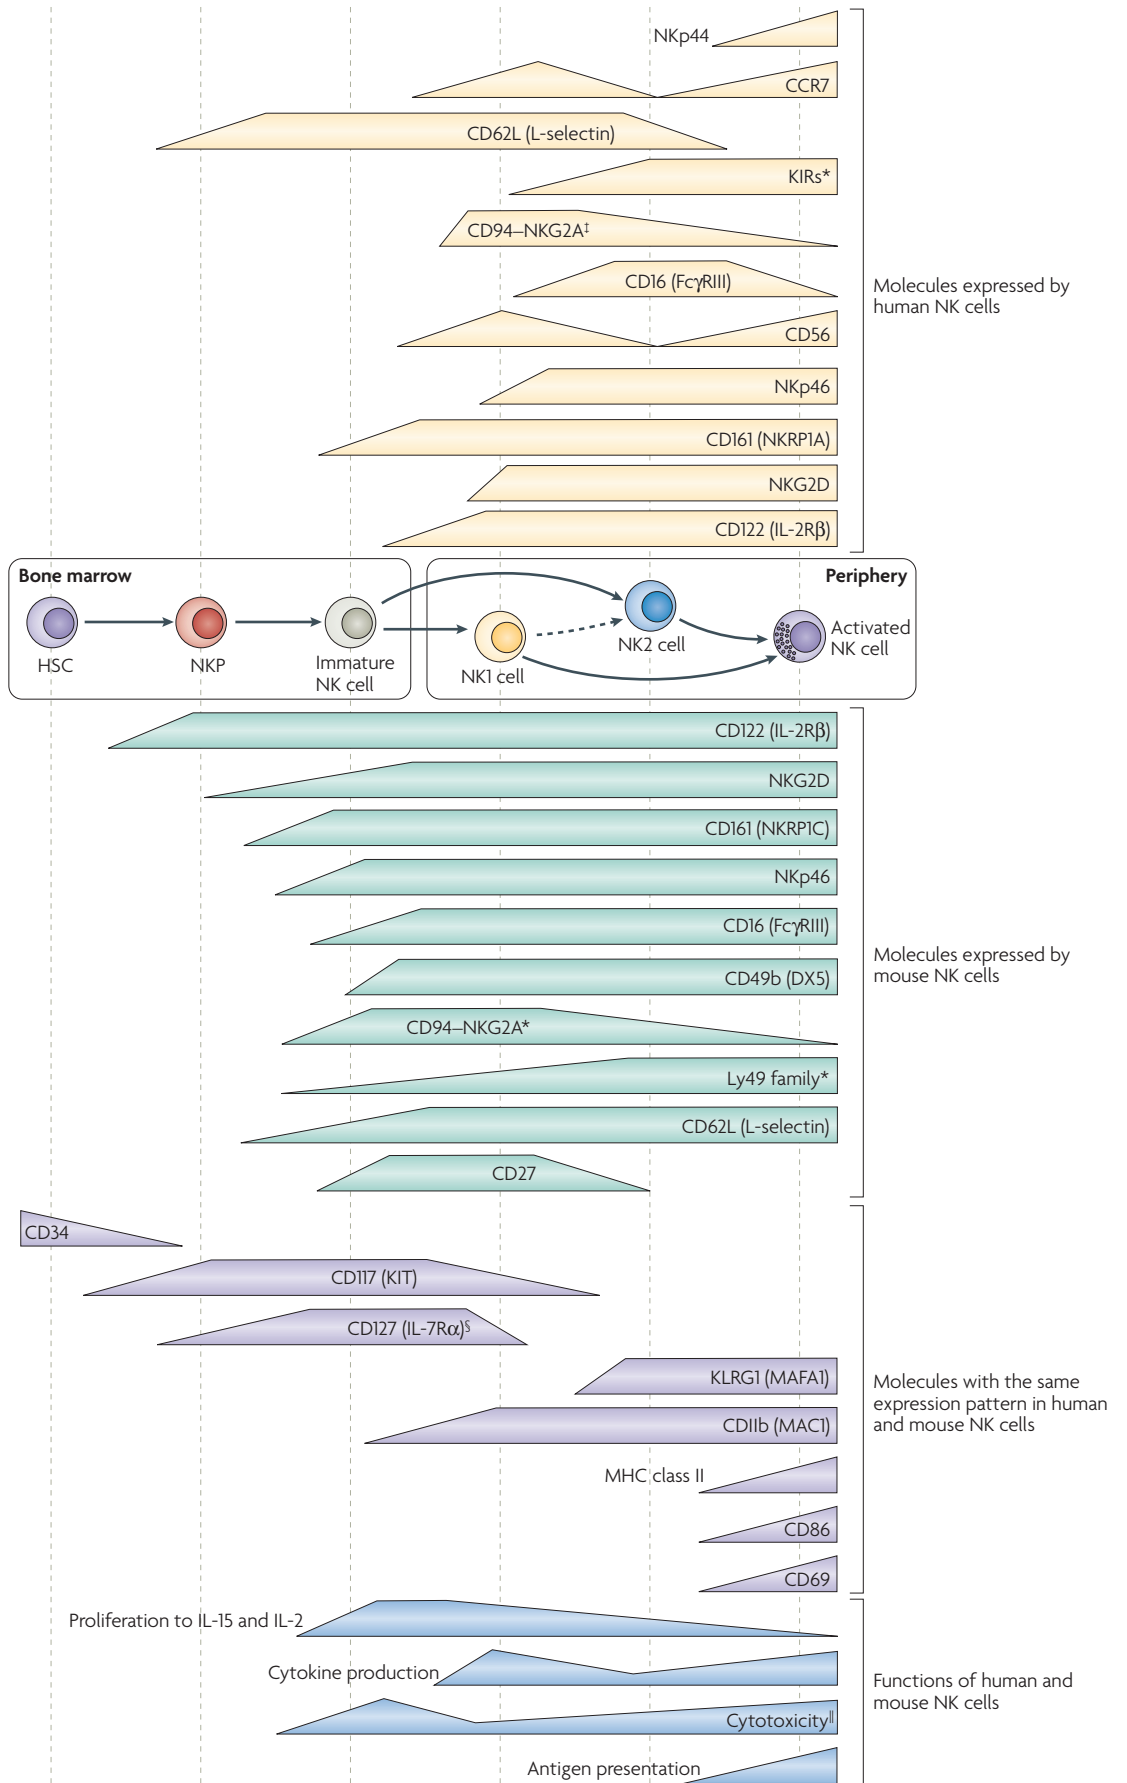 NKp44
CCR7
CD62L (L-selectin)
KIRs*
CD94–NKG2A‡
CD16 (FcγRIII)
Molecules expressed by
human NK cells
CD56
NKp46
CD161 (NKRP1A)
NKG2D
CD122 (IL-2Rβ)
Bone marrow
Periphery
HSC
NKP
Immature
NK cell
NK1 cell
NK2 cell
Activated
NK cell
CD122 (IL-2Rβ)
NKG2D
CD161 (NKRP1C)
NKp46
CD16 (FcγRIII)
Molecules expressed by
mouse NK cells
CD49b (DX5)
CD94–NKG2A*
Ly49 family*
CD62L (L-selectin)
CD27
CD34
CD117 (KIT)
CD127 (IL-7Rα)§
KLRG1 (MAFA1)
Molecules with the same
expression pattern in human
and mouse NK cells
CDIIb (MAC1)
MHC class II
CD86
CD69
Proliferation to IL-15 and IL-2
Cytokine production
Functions of human and
mouse NK cells
Cytotoxicity||
Antigen presentation